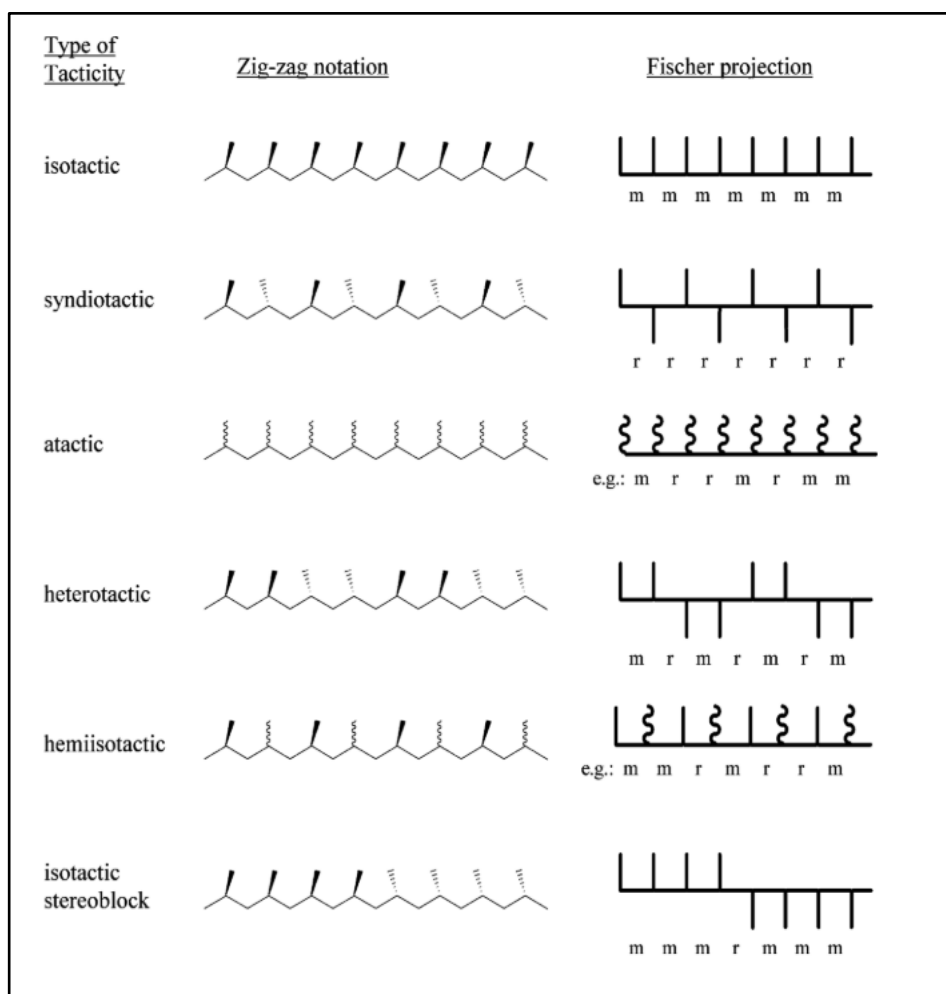 Type of
Tacticity
Zig-zag notation
Fischer projection
isotactic
m m m m m m m
syndiotactic
r r r r r r r
atactic
e.g.: m r r m r m m
heterotactic
m r m r m r m
hemiisotactic
e.g.: m m r m r r m
isotactic
stereoblock
m m m r m m m